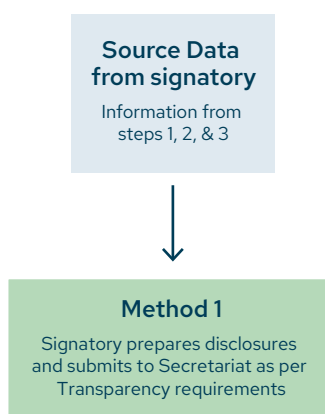 Source Data
from signatory
Information from
steps 1, 2, & 3
Method 1
Signatory prepares disclosures
and submits to Secretariat as per
Transparency requirements